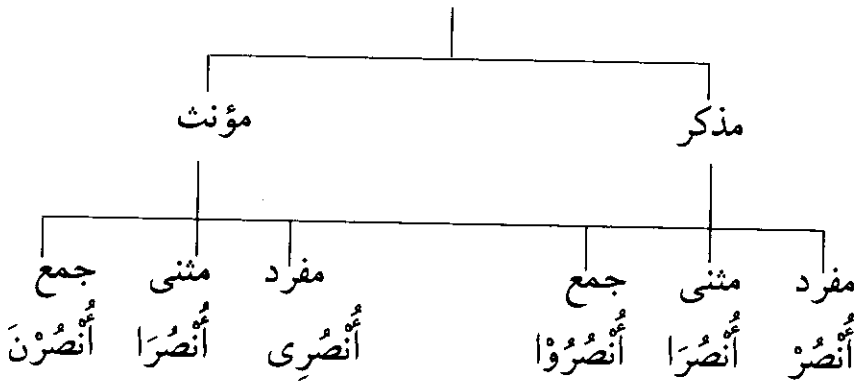 مذكر مؤنث
مفرد مثنى جمع مفرد مثنى جمع
أُنْصُرْ أُنْصُرَا أُنْصُرُوْا أُنْصُرِى أُنْصُرَا أُنْصُرْنَ